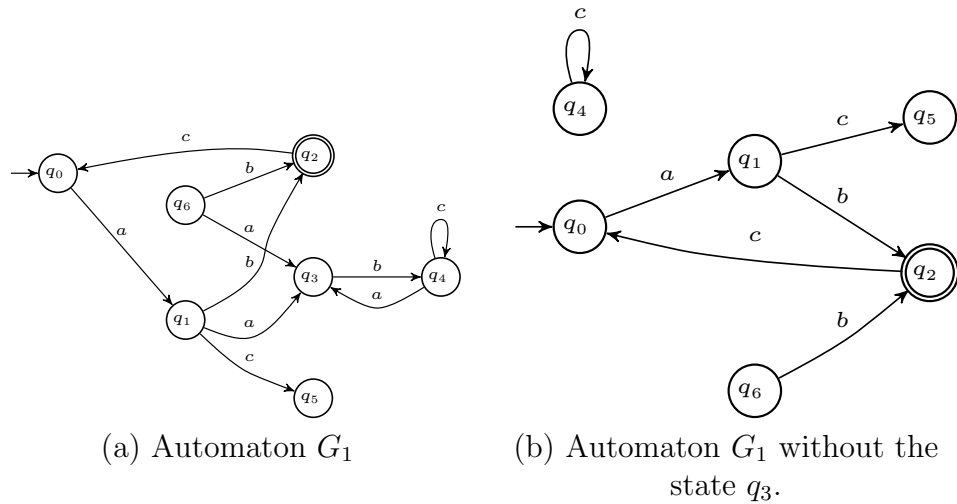 c
q₂
q₀
b
q₆
c
a
a
b
q₃
b
q₄
a
q₁
a
c
q₅
(a) Automaton G₁
c
q₄
q₅
c
q₁
a
b
q₀
c
q₂
b
q₆
(b) Automaton G₁ without the
state q₃.